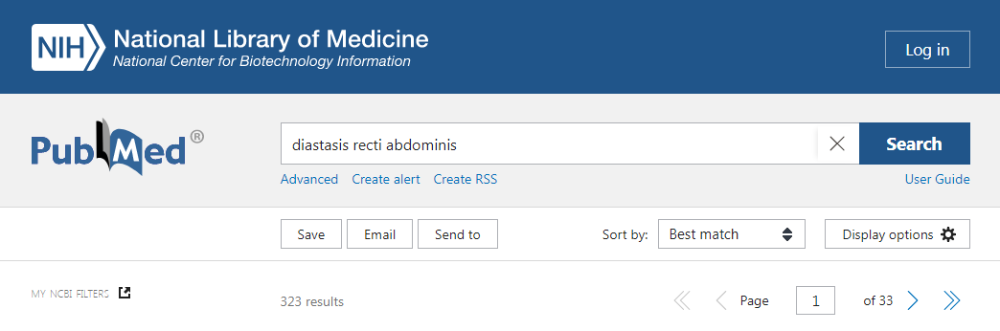 NIH National Library of Medicine
National Center for Biotechnology Information
Log in
PubMed®
diastasis recti abdominis
Search
Advanced Create alert Create RSS User Guide
Save Email Send to Sort by: Best match Display options
MY NCBI FILTERS
323 results Page 1 of 33